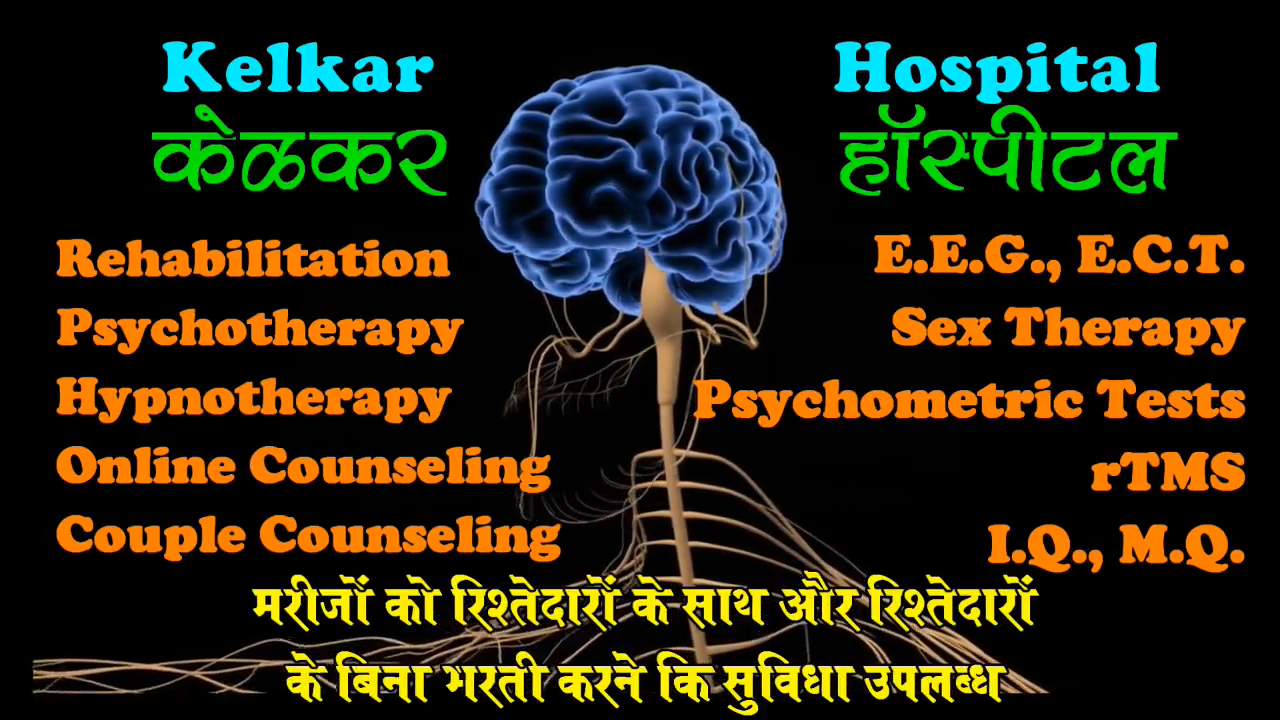 Kelkar Hospital
केळकर हॉस्पीटल
Rehabilitation
Psychotherapy
Hypnotherapy
Online Counseling
Couple Counseling
E.E.G., E.C.T.
Sex Therapy
Psychometric Tests
rTMS
I.Q., M.Q.
मरीजों को रिश्तेदारों के साथ और रिश्तेदारों
के बिना भरती करने कि सुविधा उपलब्ध